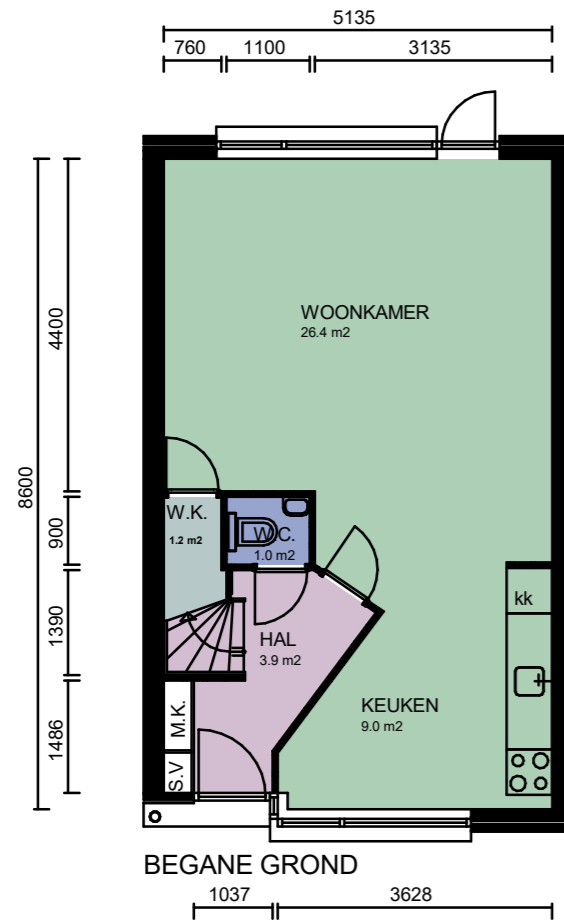 5135
760 1100 3135
WOONKAMER
26.4 m2
4400
8600
900
1390
1486
W.K.
1.2 m2
W.C.
1.0 m2
kk
HAL
3.9 m2
KEUKEN
9.0 m2
M.K.
S.V
BEGANE GROND
1037 3628